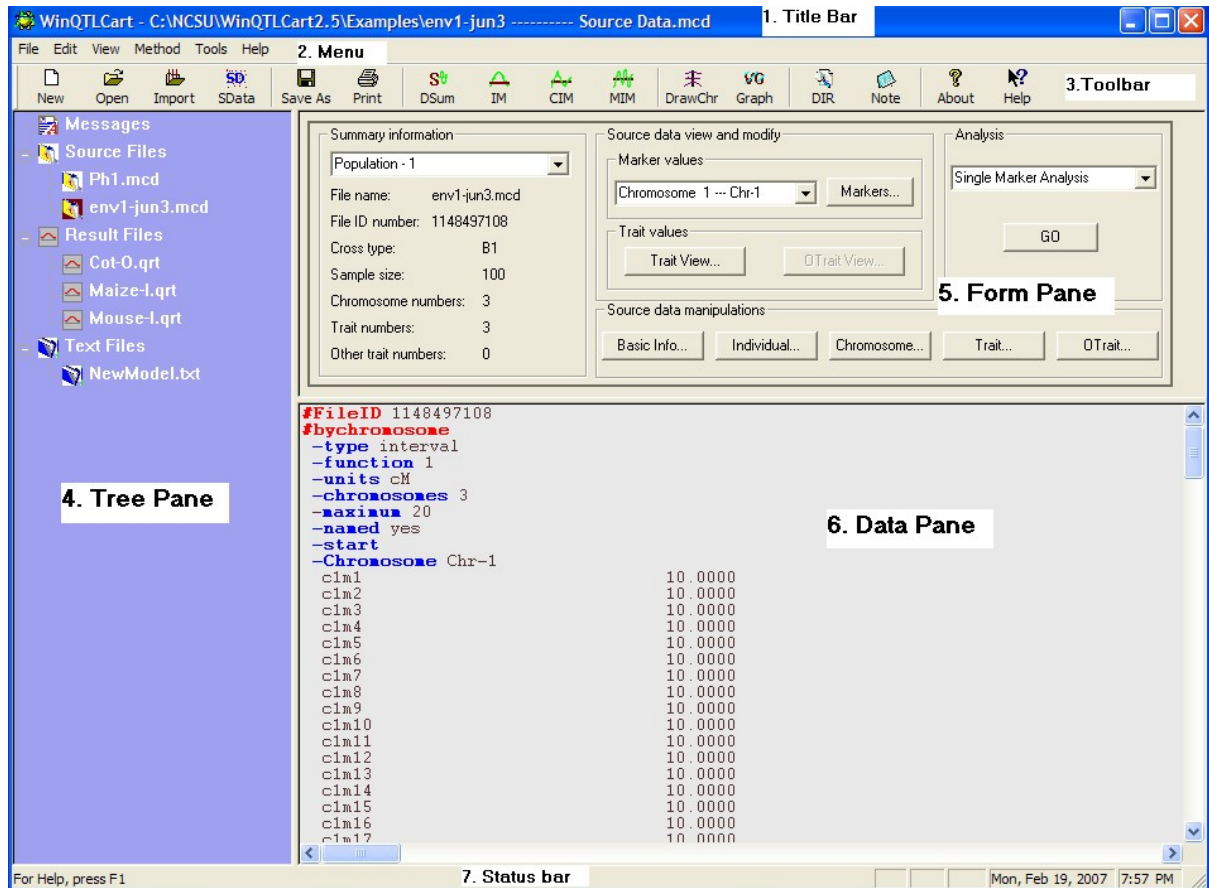 WinQTLCart - C:\NCSU\WinQTLCart2.5\Examples\env1-jun3 ---------- Source Data.mcd
1. Title Bar
File Edit View Method Tools Help
2. Menu
New Open Import SData Save As Print DSum IM CIM MIM DrawChr Graph DIR Note About Help
3.Toolbar
Messages
Source Files
Ph1.mcd
env1-jun3.mcd
Result Files
Cot-O.qrt
Maize-I.qrt
Mouse-I.qrt
Text Files
NewModel.txt
4. Tree Pane
Summary information
Population - 1
File name: env1-jun3.mcd
File ID number: 1148497108
Cross type: B1
Sample size: 100
Chromosome numbers: 3
Trait numbers: 3
Other trait numbers: 0
Source data view and modify
Marker values
Chromosome 1 --- Chr-1 Markers...
Trait values
Trait View... OTrait View...
Analysis
Single Marker Analysis
GO
5. Form Pane
Source data manipulations
Basic Info... Individual... Chromosome... Trait... OTrait...
#FileID 1148497108
#bychromosome
-type interval
-function 1
-units cM
-chromosomes 3
-maximum 20
-named yes
-start
-Chromosome Chr-1
c1m1 10.0000
c1m2 10.0000
c1m3 10.0000
c1m4 10.0000
c1m5 10.0000
c1m6 10.0000
c1m7 10.0000
c1m8 10.0000
c1m9 10.0000
c1m10 10.0000
c1m11 10.0000
c1m12 10.0000
c1m13 10.0000
c1m14 10.0000
c1m15 10.0000
c1m16 10.0000
c1m17 10.0000
6. Data Pane
For Help, press F1
7. Status bar
Mon, Feb 19, 2007 7:57 PM